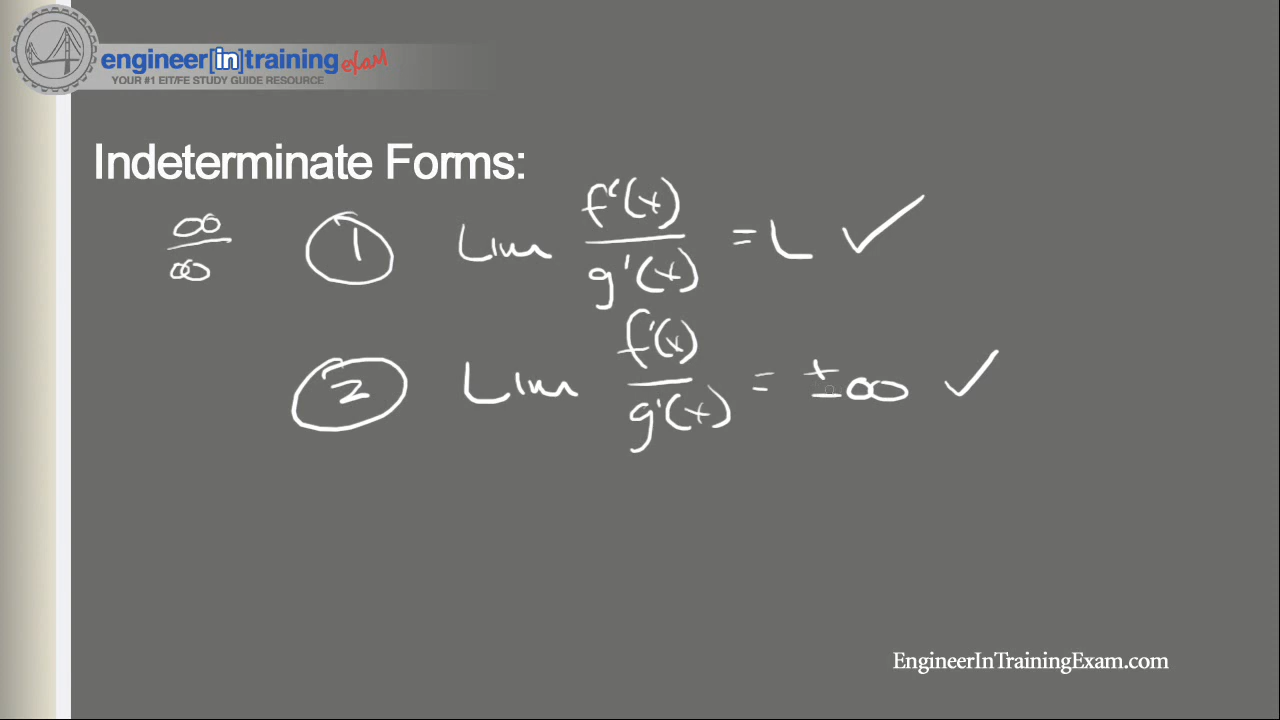 engineer[in]training exam
YOUR #1 EIT/FE STUDY GUIDE RESOURCE
Indeterminate Forms:
∞/∞ 1 Lim f'(x)/g'(x) = L ✓
2 Lim f'(x)/g'(x) = ±∞ ✓
EngineerInTrainingExam.com